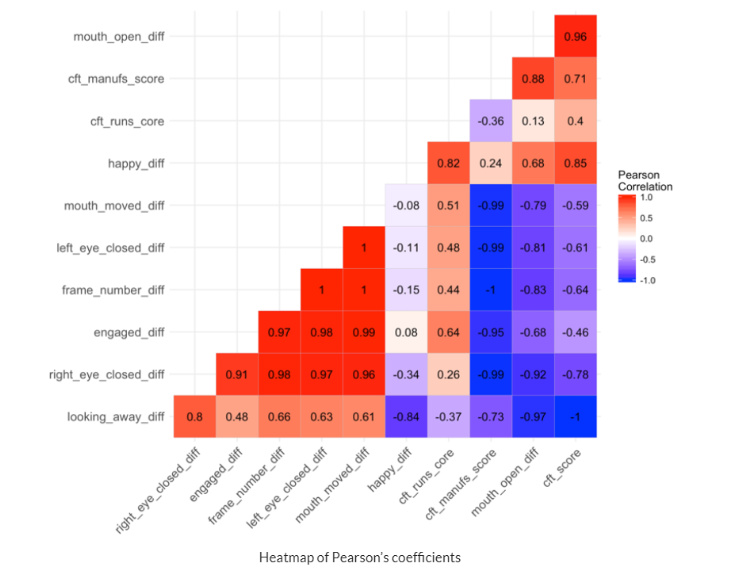 mouth_open_diff 0.96
cft_manufs_score 0.88 0.71
cft_runs_core -0.36 0.13 0.4
happy_diff 0.82 0.24 0.68 0.85
mouth_moved_diff -0.08 0.51 -0.99 -0.79 -0.59
left_eye_closed_diff 1 -0.11 0.48 -0.99 -0.81 -0.61
frame_number_diff 1 1 -0.15 0.44 -1 -0.83 -0.64
engaged_diff 0.97 0.98 0.99 0.08 0.64 -0.95 -0.68 -0.46
right_eye_closed_diff 0.91 0.98 0.97 0.96 -0.34 0.26 -0.99 -0.92 -0.78
looking_away_diff 0.8 0.48 0.66 0.63 0.61 -0.84 -0.37 -0.73 -0.97 -1
right_eye_closed_diff
engaged_diff
frame_number_diff
left_eye_closed_diff
mouth_moved_diff
happy_diff
cft_runs_core
cft_manufs_score
mouth_open_diff
cft_score
Pearson
Correlation
1.0
0.5
0.0
-0.5
-1.0
Heatmap of Pearson's coefficients